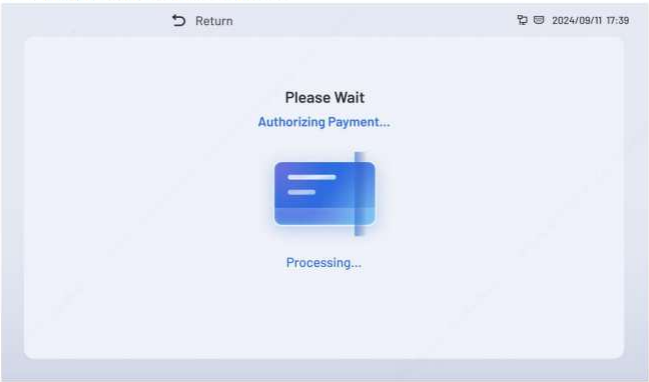 Return
2024/09/11 17:39
Please Wait
Authorizing Payment...
Processing...